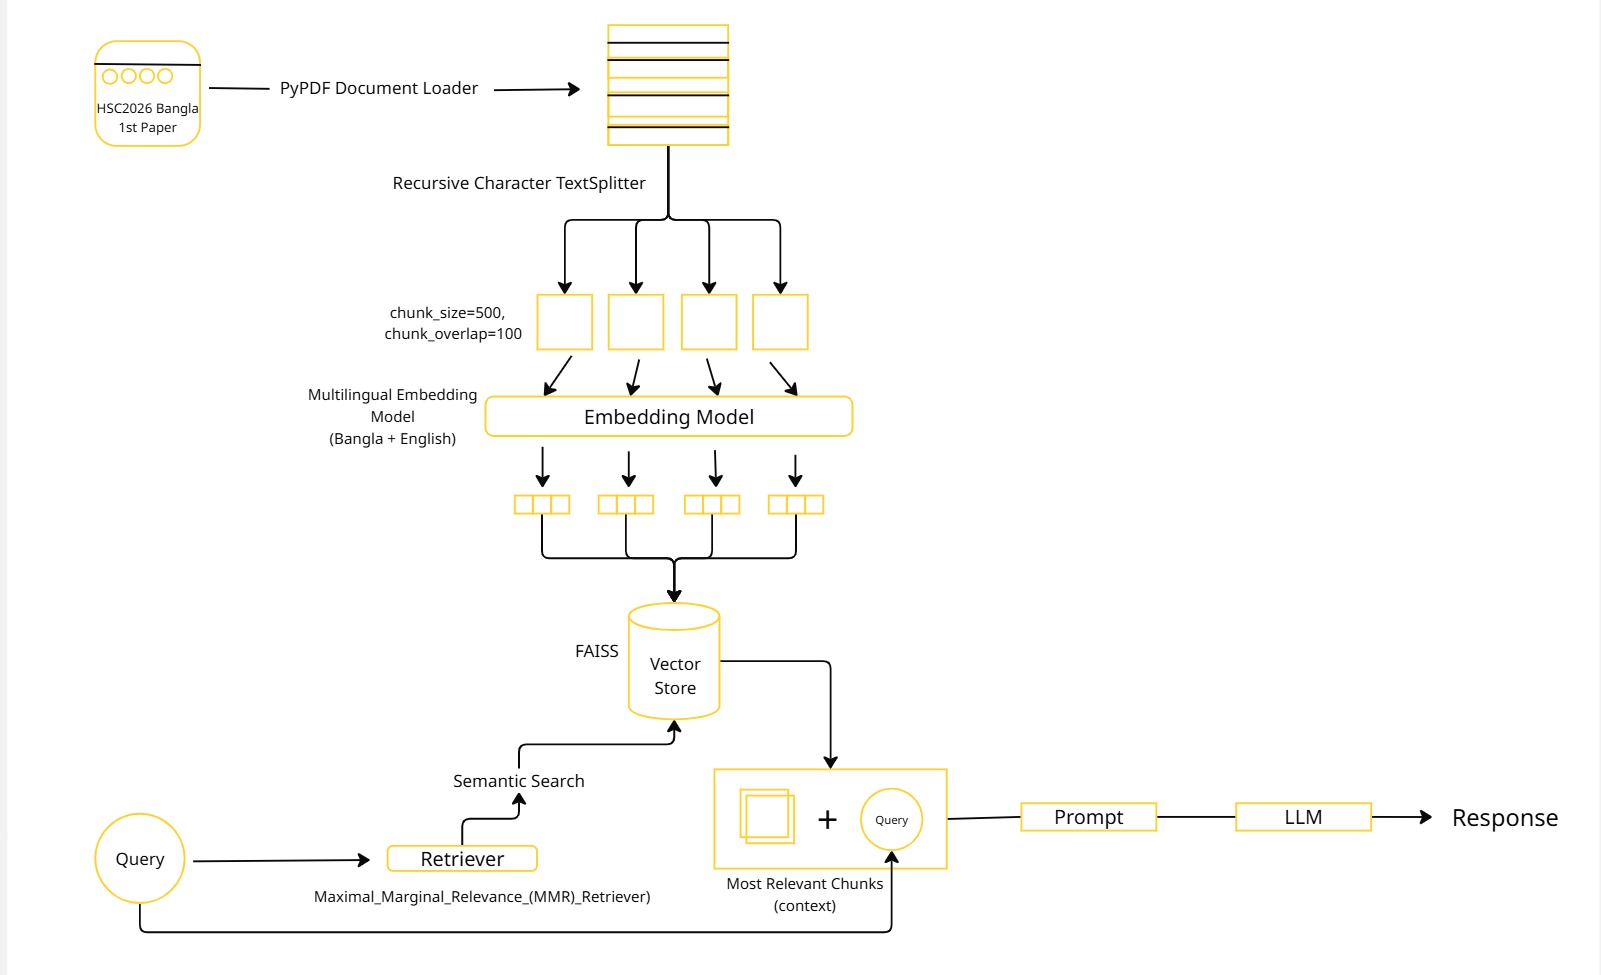 HSC2026 Bangla
1st Paper
PyPDF Document Loader
Recursive Character TextSplitter
chunk_size=500,
chunk_overlap=100
Multilingual Embedding
Model
(Bangla + English)
Embedding Model
FAISS
Vector
Store
Semantic Search
Query
Retriever
Maximal_Marginal_Relevance_(MMR)_Retriever)
+
Query
Most Relevant Chunks
(context)
Prompt
LLM
Response